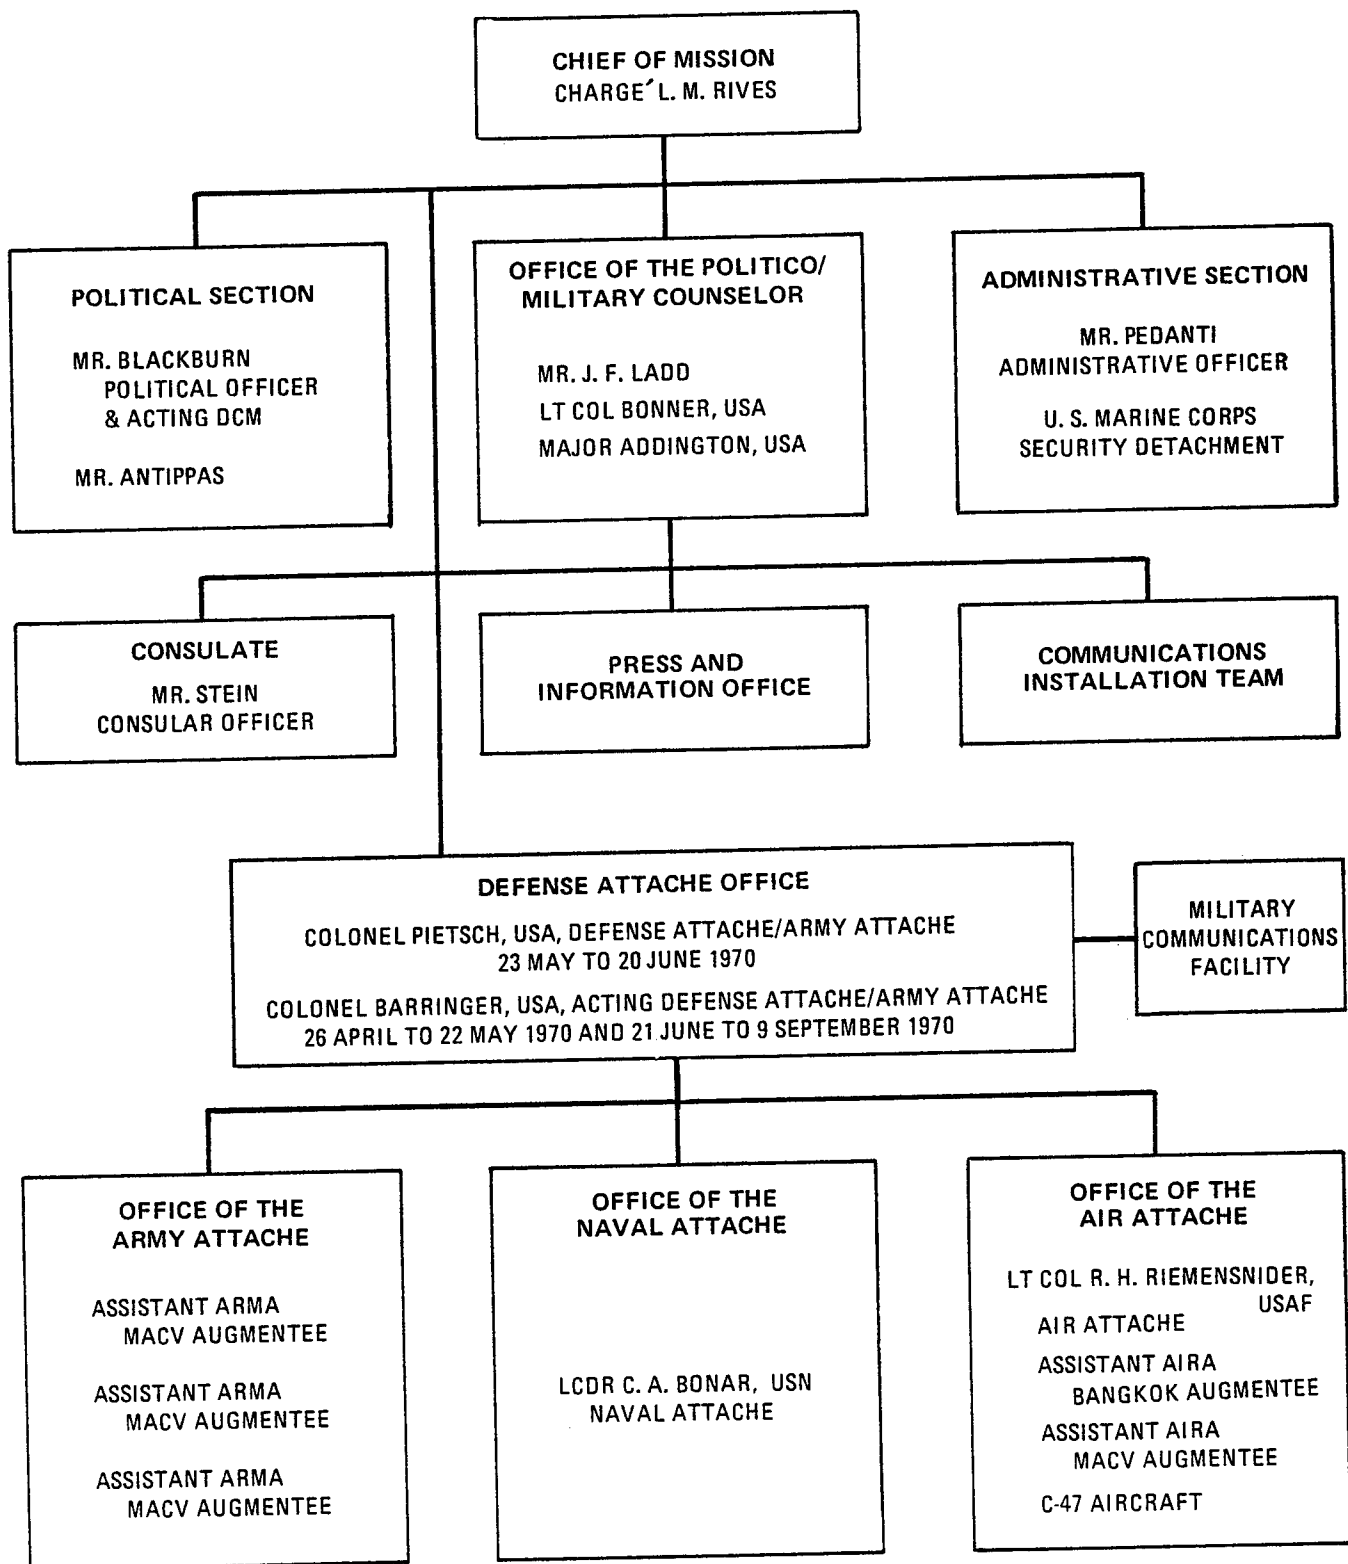 CHIEF OF MISSION
CHARGE´ L. M. RIVES
POLITICAL SECTION
MR. BLACKBURN
POLITICAL OFFICER
& ACTING DCM
MR. ANTIPPAS
OFFICE OF THE POLITICO/
MILITARY COUNSELOR
MR. J. F. LADD
LT COL BONNER, USA
MAJOR ADDINGTON, USA
ADMINISTRATIVE SECTION
MR. PEDANTI
ADMINISTRATIVE OFFICER
U. S. MARINE CORPS
SECURITY DETACHMENT
CONSULATE
MR. STEIN
CONSULAR OFFICER
PRESS AND
INFORMATION OFFICE
COMMUNICATIONS
INSTALLATION TEAM
DEFENSE ATTACHE OFFICE
COLONEL PIETSCH, USA, DEFENSE ATTACHE/ARMY ATTACHE
23 MAY TO 20 JUNE 1970
COLONEL BARRINGER, USA, ACTING DEFENSE ATTACHE/ARMY ATTACHE
26 APRIL TO 22 MAY 1970 AND 21 JUNE TO 9 SEPTEMBER 1970
MILITARY
COMMUNICATIONS
FACILITY
OFFICE OF THE
ARMY ATTACHE
ASSISTANT ARMA
MACV AUGMENTEE
ASSISTANT ARMA
MACV AUGMENTEE
ASSISTANT ARMA
MACV AUGMENTEE
OFFICE OF THE
NAVAL ATTACHE
LCDR C. A. BONAR, USN
NAVAL ATTACHE
OFFICE OF THE
AIR ATTACHE
LT COL R. H. RIEMENSNIDER,
USAF
AIR ATTACHE
ASSISTANT AIRA
BANGKOK AUGMENTEE
ASSISTANT AIRA
MACV AUGMENTEE
C-47 AIRCRAFT